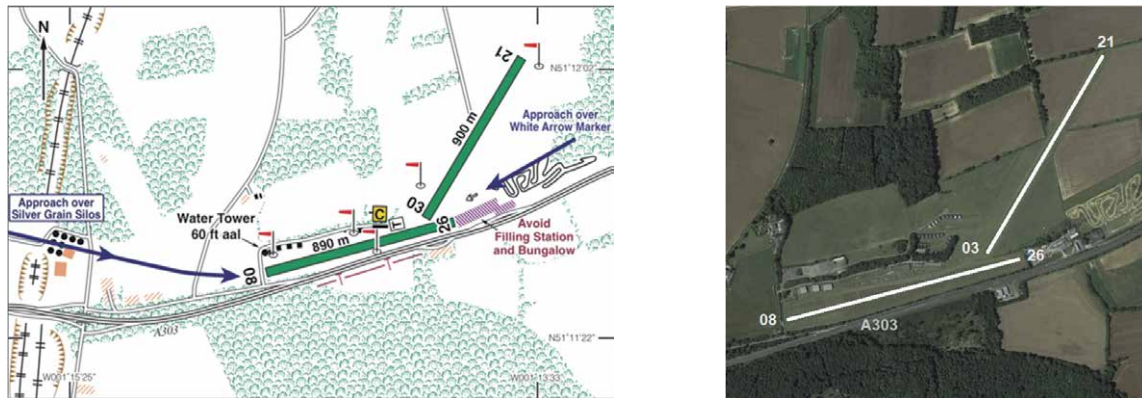 N
21
N51°12'02"
900 m
Approach over
White Arrow Marker
Approach over
Silver Grain Silos
Water Tower
60 ft aal
C
T
03
26
890 m
08
Avoid
Filling Station
and Bungalow
A303
N51°11'22"
W001°15'25"
W001°13'33"
21
03
26
08
A303